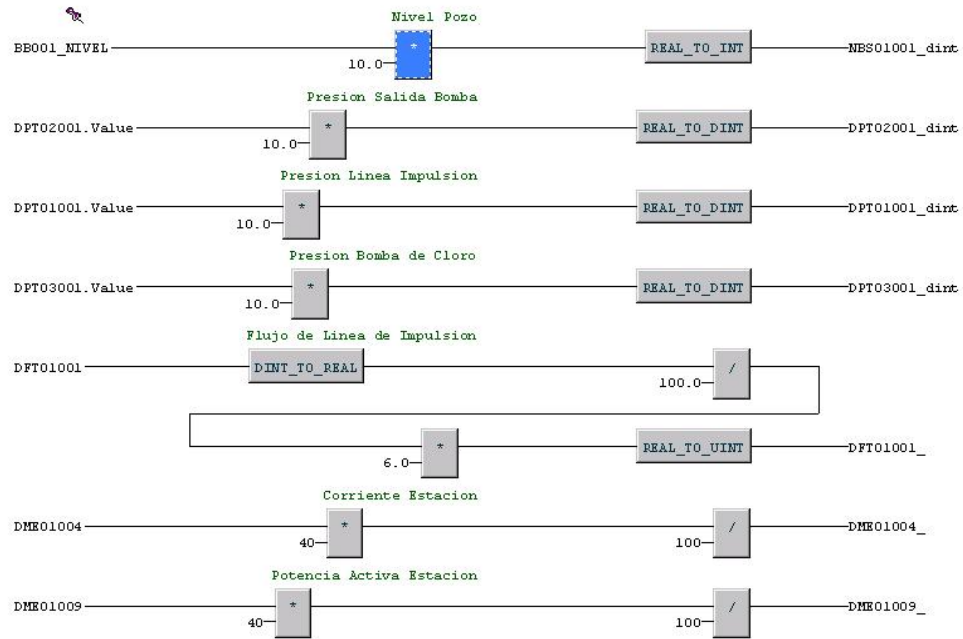 Nivel Pozo
BB001_NIVEL * REAL_TO_INT NBS01001_dint
10.0
Presion Salida Bomba
DPT02001.Value * REAL_TO_DINT DPT02001_dint
10.0
Presion Linea Impulsion
DPT01001.Value * REAL_TO_DINT DPT01001_dint
10.0
Presion Bomba de Cloro
DPT03001.Value * REAL_TO_DINT DPT03001_dint
10.0
Flujo de Linea de Impulsion
DFT01001 DINT_TO_REAL / 
100.0
* REAL_TO_UINT DFT01001_
6.0
Corriente Estacion
DME01004 * / DME01004_
40 100
Potencia Activa Estacion
DME01009 * / DME01009_
40 100